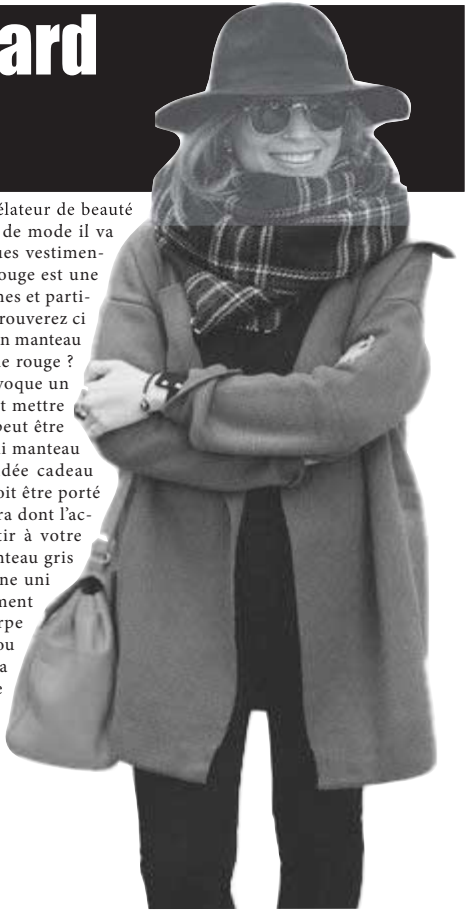 ard
élateur de beauté
de mode il va
ues vestimen-
ouge est une
nes et parti-
rouverez ci
n manteau
e rouge ?
voque un
t mettre
peut être
i manteau
dée cadeau
oit être porté
ra dont l'ac-
tir à votre
nteau gris
ne uni
ment
rpe
ou
a
e